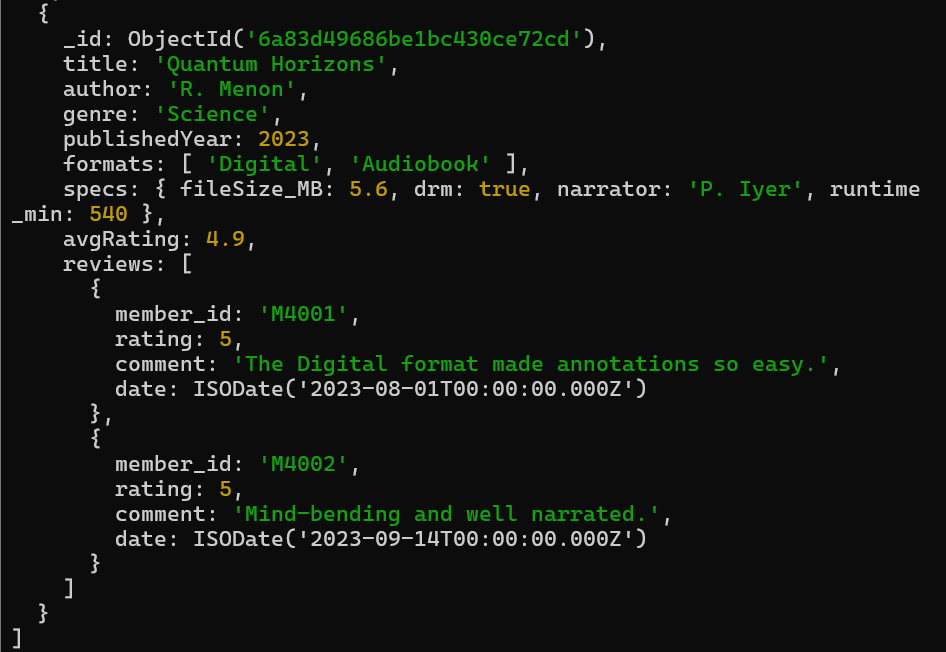 {
_id: ObjectId('6a83d49686be1bc430ce72cd'),
title: 'Quantum Horizons',
author: 'R. Menon',
genre: 'Science',
publishedYear: 2023,
formats: [ 'Digital', 'Audiobook' ],
specs: { fileSize_MB: 5.6, drm: true, narrator: 'P. Iyer', runtime
_min: 540 },
avgRating: 4.9,
reviews: [
{
member_id: 'M4001',
rating: 5,
comment: 'The Digital format made annotations so easy.',
date: ISODate('2023-08-01T00:00:00.000Z')
},
{
member_id: 'M4002',
rating: 5,
comment: 'Mind-bending and well narrated.',
date: ISODate('2023-09-14T00:00:00.000Z')
}
]
}
]